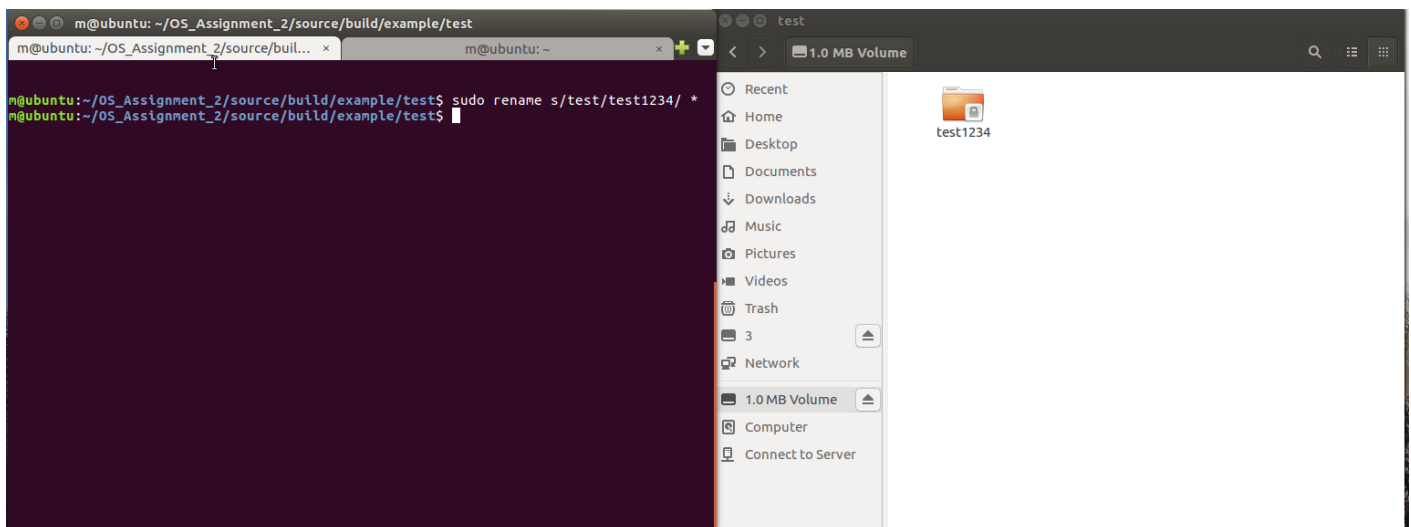 m@ubuntu: ~/OS_Assignment_2/source/build/example/test
m@ubuntu: ~/OS_Assignment_2/source/buil... ×
m@ubuntu: ~ ×
m@ubuntu:~/OS_Assignment_2/source/build/example/test$ sudo rename s/test/test1234/ *
m@ubuntu:~/OS_Assignment_2/source/build/example/test$
test
1.0 MB Volume
Recent
Home
Desktop
Documents
Downloads
Music
Pictures
Videos
Trash
3
Network
1.0 MB Volume
Computer
Connect to Server
test1234